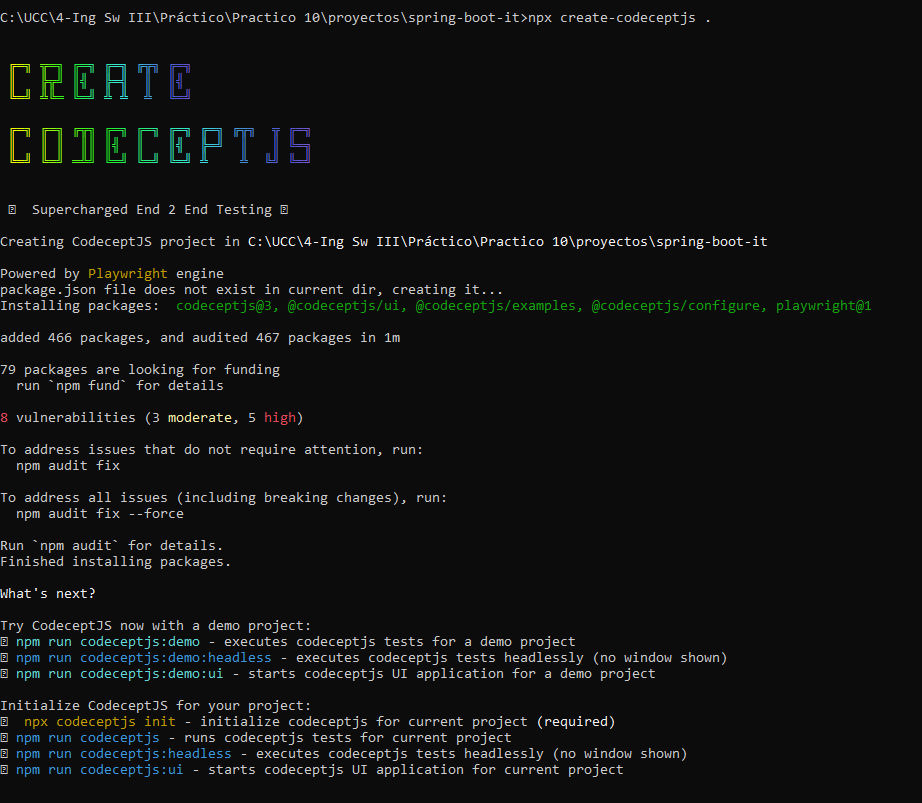 C:\UCC\4-Ing Sw III\Práctico\Practico 10\proyectos\spring-boot-it>npx create-codeceptjs .
CREATE
CODECEPTJS
Supercharged End 2 End Testing
Creating CodeceptJS project in C:\UCC\4-Ing Sw III\Práctico\Practico 10\proyectos\spring-boot-it
Powered by Playwright engine
package.json file does not exist in current dir, creating it...
Installing packages:  codeceptjs@3, @codeceptjs/ui, @codeceptjs/examples, @codeceptjs/configure, playwright@1
added 466 packages, and audited 467 packages in 1m
79 packages are looking for funding
  run `npm fund` for details
8 vulnerabilities (3 moderate, 5 high)
To address issues that do not require attention, run:
  npm audit fix
To address all issues (including breaking changes), run:
  npm audit fix --force
Run `npm audit` for details.
Finished installing packages.
What's next?
Try CodeceptJS now with a demo project:
npm run codeceptjs:demo - executes codeceptjs tests for a demo project
npm run codeceptjs:demo:headless - executes codeceptjs tests headlessly (no window shown)
npm run codeceptjs:demo:ui - starts codeceptjs UI application for a demo project
Initialize CodeceptJS for your project:
npx codeceptjs init - initialize codeceptjs for current project (required)
npm run codeceptjs - runs codeceptjs tests for current project
npm run codeceptjs:headless - executes codeceptjs tests headlessly (no window shown)
npm run codeceptjs:ui - starts codeceptjs UI application for current project